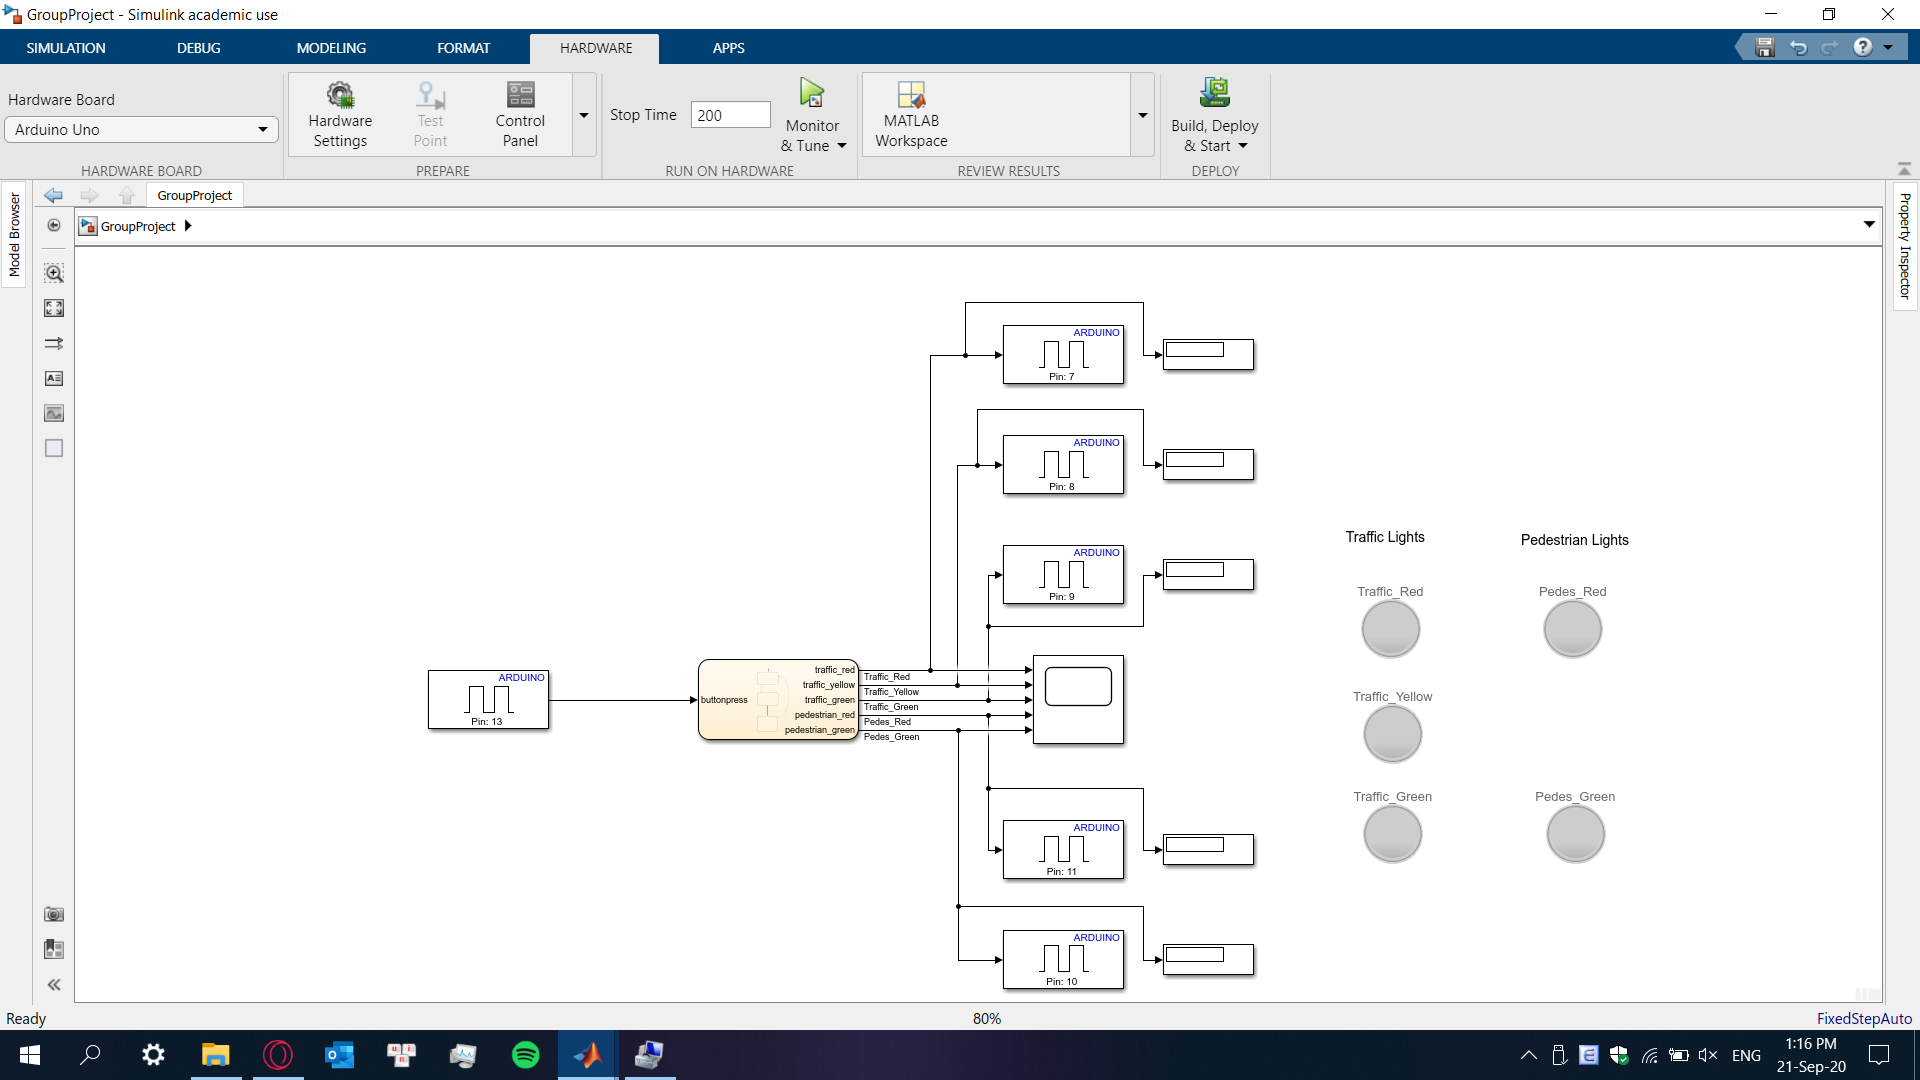 GroupProject - Simulink academic use
SIMULATION
DEBUG
MODELING
FORMAT
HARDWARE
APPS
Hardware Board
Arduino Uno
HARDWARE BOARD
Hardware Settings
Test Point
Control Panel
PREPARE
Stop Time
200
Monitor & Tune
RUN ON HARDWARE
MATLAB Workspace
REVIEW RESULTS
Build, Deploy & Start
DEPLOY
Model Browser
GroupProject
GroupProject
Property Inspector
ARDUINO
Pin: 7
ARDUINO
Pin: 8
ARDUINO
Pin: 9
ARDUINO
Pin: 13
buttonpress
traffic_red
traffic_yellow
traffic_green
pedestrian_red
pedestrian_green
Traffic_Red
Traffic_Yellow
Traffic_Green
Pedes_Red
Pedes_Green
ARDUINO
Pin: 11
ARDUINO
Pin: 10
Traffic Lights
Pedestrian Lights
Traffic_Red
Pedes_Red
Traffic_Yellow
Traffic_Green
Pedes_Green
Ready
80%
FixedStepAuto
ENG
1:16 PM
21-Sep-20